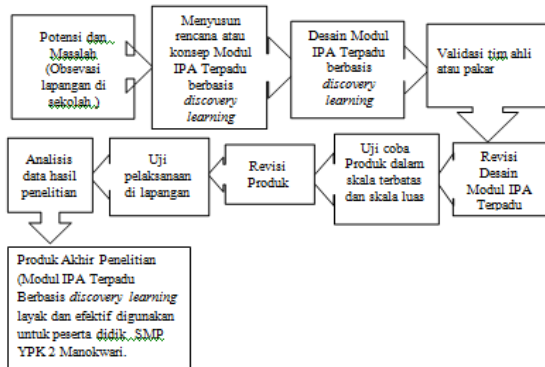 Potensi dan
Masalah
(Obsevasi
lapangan di
sekolah )
Menyusun
rencana atau
konsep Modul
IPA Terpadu
berbasis
discovery
learning
Desain Modul
IPA Terpadu
berbasis
discovery
learning
Validasi tim ahli
atau pakar
Revisi
Desain
Modul IPA
Terpadu
Uji coba
Produk dalam
skala terbatas
dan skala luas
Revisi
Produk
Uji
pelaksanaan
di lapangan
Analisis
data hasil
penelitian
Produk Akhir Penelitian
(Modul IPA Terpadu
Berbasis discovery learning
layak dan efektif digunakan
untuk peserta didik SMP
YPK 2 Manokwari.